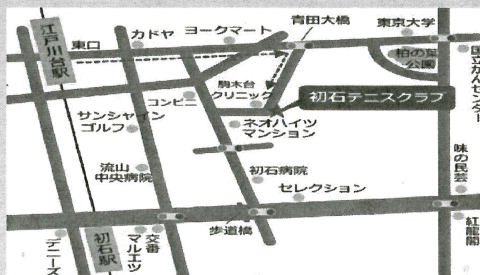 江戸川台駅
東口
カドヤ
ヨークマート
青田大橋
東京大学
柏の葉
公園
国立がんセンター
コンビニ
駒木台
クリニック
初石テニスクラブ
サンシャイン
ゴルフ
ネオハイツ
マンション
味の民芸
流山
中央病院
初石病院
セレクション
デニーズ
初石駅
マルエツ
交番
歩道橋
紅龍閣